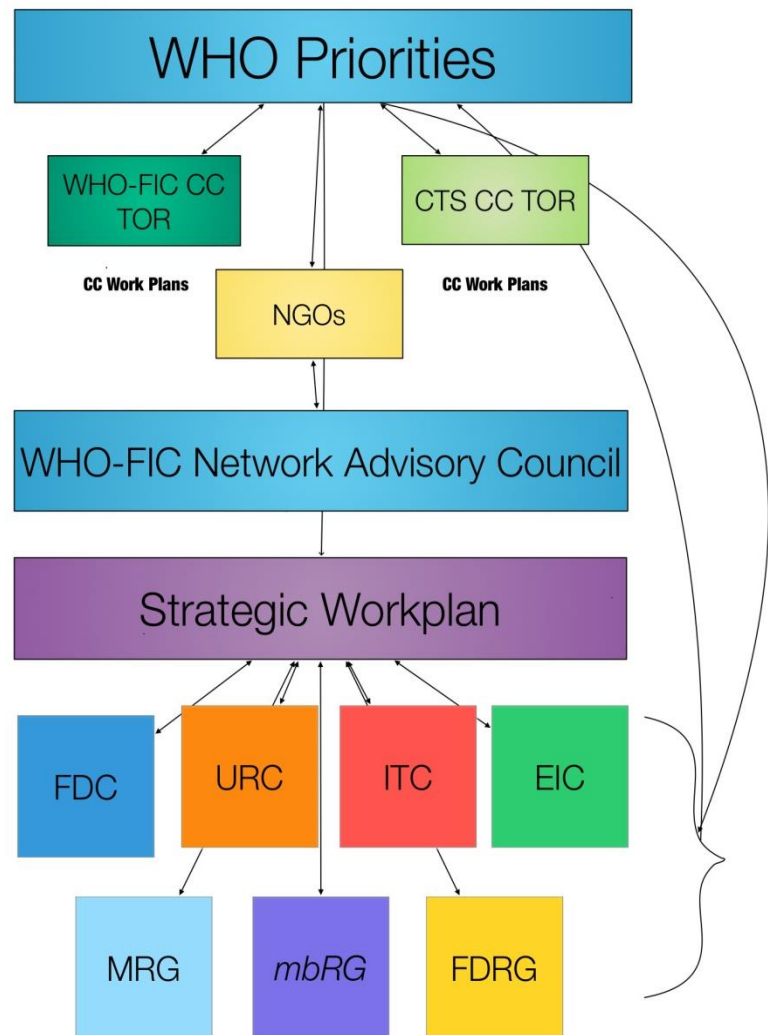 WHO Priorities
WHO-FIC CC
TOR
CTS CC TOR
CC Work Plans
CC Work Plans
NGOs
WHO-FIC Network Advisory Council
Strategic Workplan
FDC
URC
ITC
EIC
MRG
mbRG
FDRG